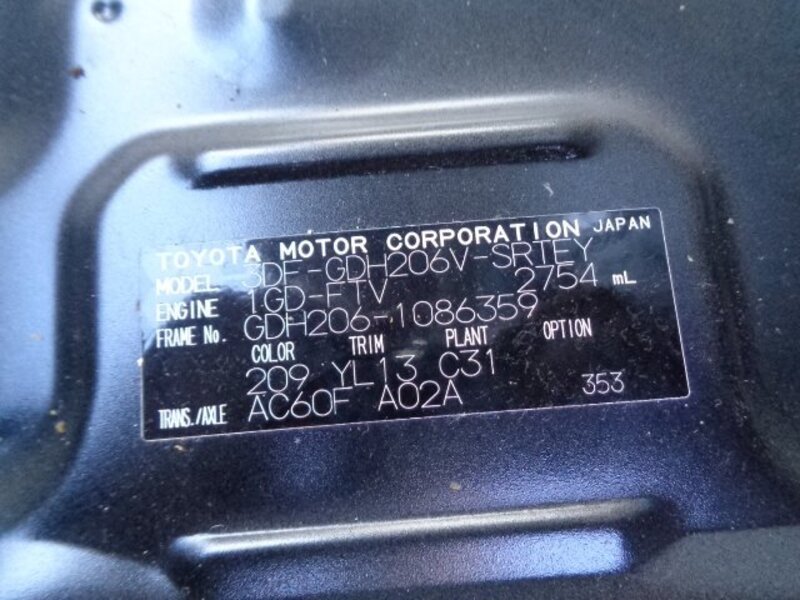 TOYOTA MOTOR CORPORATION JAPAN
MODEL 3DF-GDH206V-SRTEY
ENGINE 1GD-FTV 2754 mL
FRAME No. GDH206-1086359
COLOR TRIM PLANT OPTION
209 YL13 C31
TRANS./AXLE AC60F A02A 353